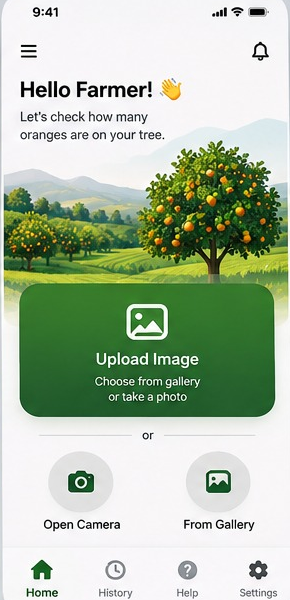 9:41
Hello Farmer! 👋
Let's check how many
oranges are on your tree.
Upload Image
Choose from gallery
or take a photo
or
Open Camera
From Gallery
Home
History
Help
Settings